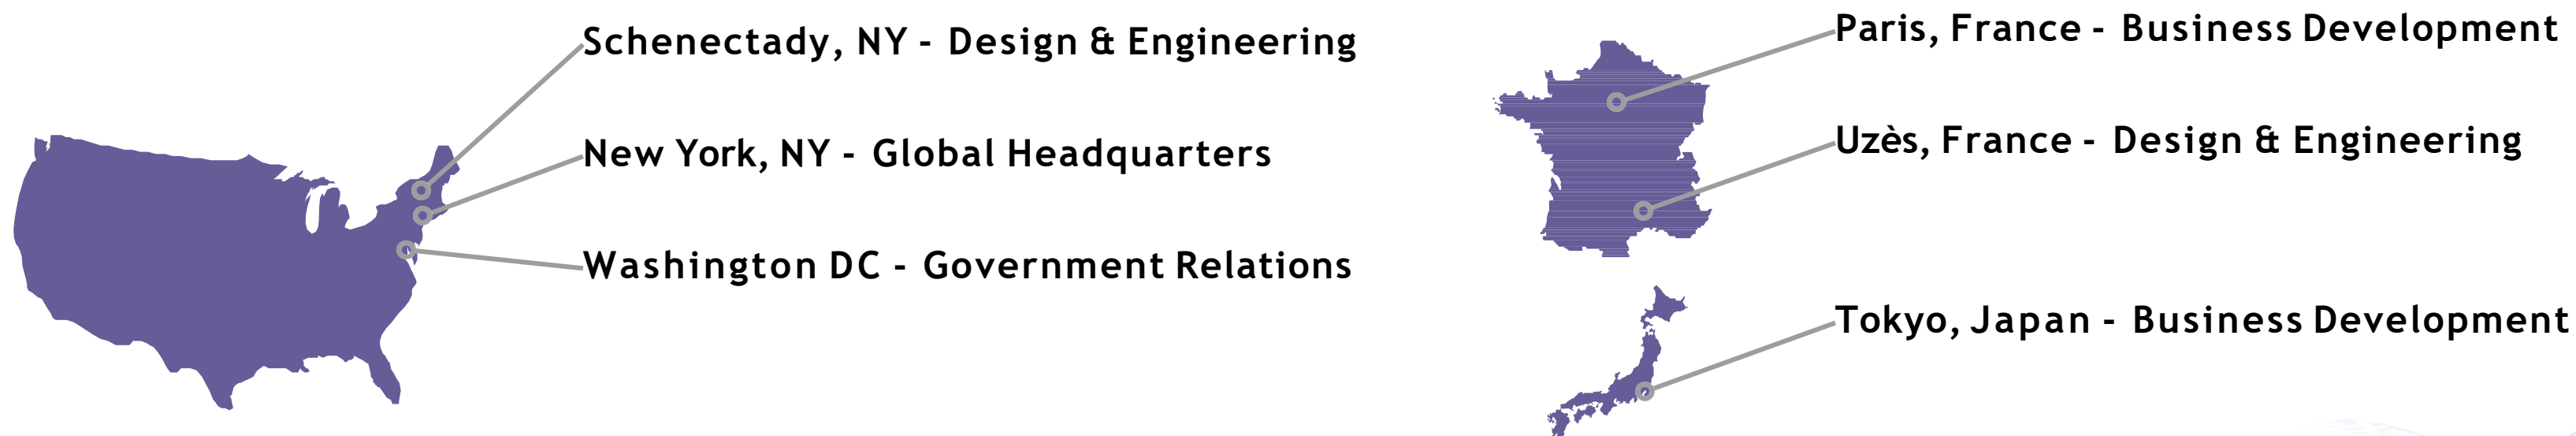 Schenectady, NY - Design & Engineering
New York, NY - Global Headquarters
Washington DC - Government Relations
Paris, France - Business Development
Uzès, France - Design & Engineering
Tokyo, Japan - Business Development